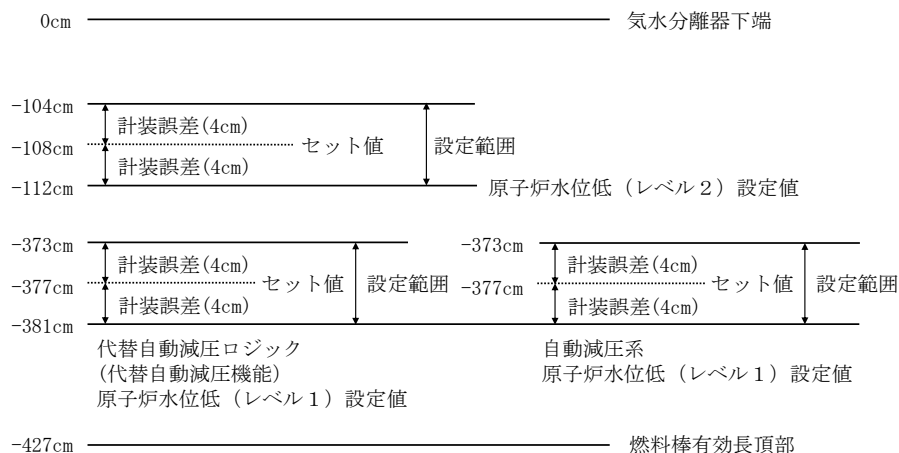 0cm 気水分離器下端
-104cm
計装誤差(4cm)
-108cm セット値 設定範囲
計装誤差(4cm)
-112cm 原子炉水位低（レベル２）設定値
-373cm -373cm
計装誤差(4cm) 計装誤差(4cm)
-377cm セット値 設定範囲 -377cm セット値 設定範囲
計装誤差(4cm) 計装誤差(4cm)
-381cm
代替自動減圧ロジック 自動減圧系
(代替自動減圧機能) 原子炉水位低（レベル１）設定値
原子炉水位低（レベル１）設定値
-427cm 燃料棒有効長頂部